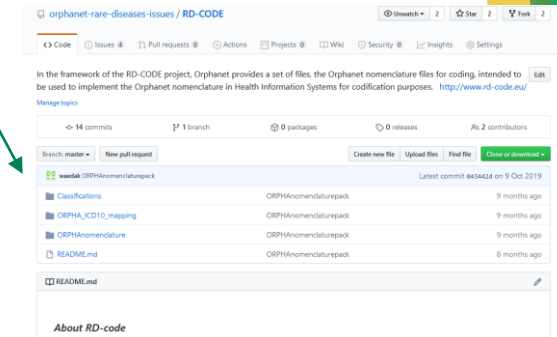 orphanet-rare-diseases-issues / RD-CODE
Unwatch 2 Star 2 Fork 2
Code Issues 4 Pull requests 0 Actions Projects 0 Wiki Security 0 Insights Settings
In the framework of the RD-CODE project, Orphanet provides a set of files, the Orphanet nomenclature files for coding, intended to Edit
be used to implement the Orphanet nomenclature in Health Information Systems for codification purposes. http://www.rd-code.eu/
Manage topics
14 commits 1 branch 0 packages 0 releases 2 contributors
Branch: master New pull request Create new file Upload files Find file Clone or download
waedak ORPHAnomenclaturepack Latest commit 043442d on 9 Oct 2019
Classifications ORPHAnomenclaturepack 9 months ago
ORPHA_ICD10_mapping ORPHAnomenclaturepack 9 months ago
ORPHAnomenclature ORPHAnomenclaturepack 9 months ago
README.md ORPHAnomenclaturepack 8 months ago
README.md
About RD-code